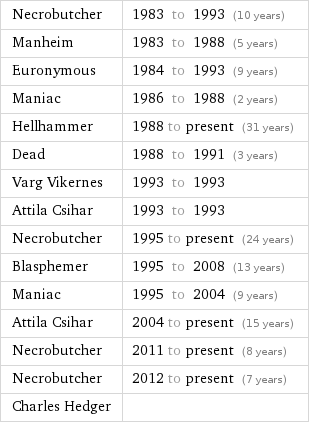 Necrobutcher 1983 to 1993 (10 years)
Manheim 1983 to 1988 (5 years)
Euronymous 1984 to 1993 (9 years)
Maniac 1986 to 1988 (2 years)
Hellhammer 1988 to present (31 years)
Dead 1988 to 1991 (3 years)
Varg Vikernes 1993 to 1993
Attila Csihar 1993 to 1993
Necrobutcher 1995 to present (24 years)
Blasphemer 1995 to 2008 (13 years)
Maniac 1995 to 2004 (9 years)
Attila Csihar 2004 to present (15 years)
Necrobutcher 2011 to present (8 years)
Necrobutcher 2012 to present (7 years)
Charles Hedger